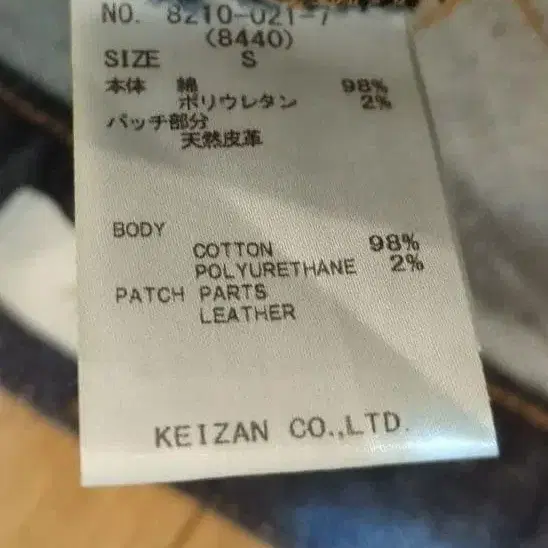 NO. 8210-021-7
(8440)
SIZE S
本体 綿 98%
ポリウレタン 2%
パッチ部分
天然皮革
BODY
COTTON 98%
POLYURETHANE 2%
PATCH PARTS
LEATHER
KEIZAN CO.,LTD.